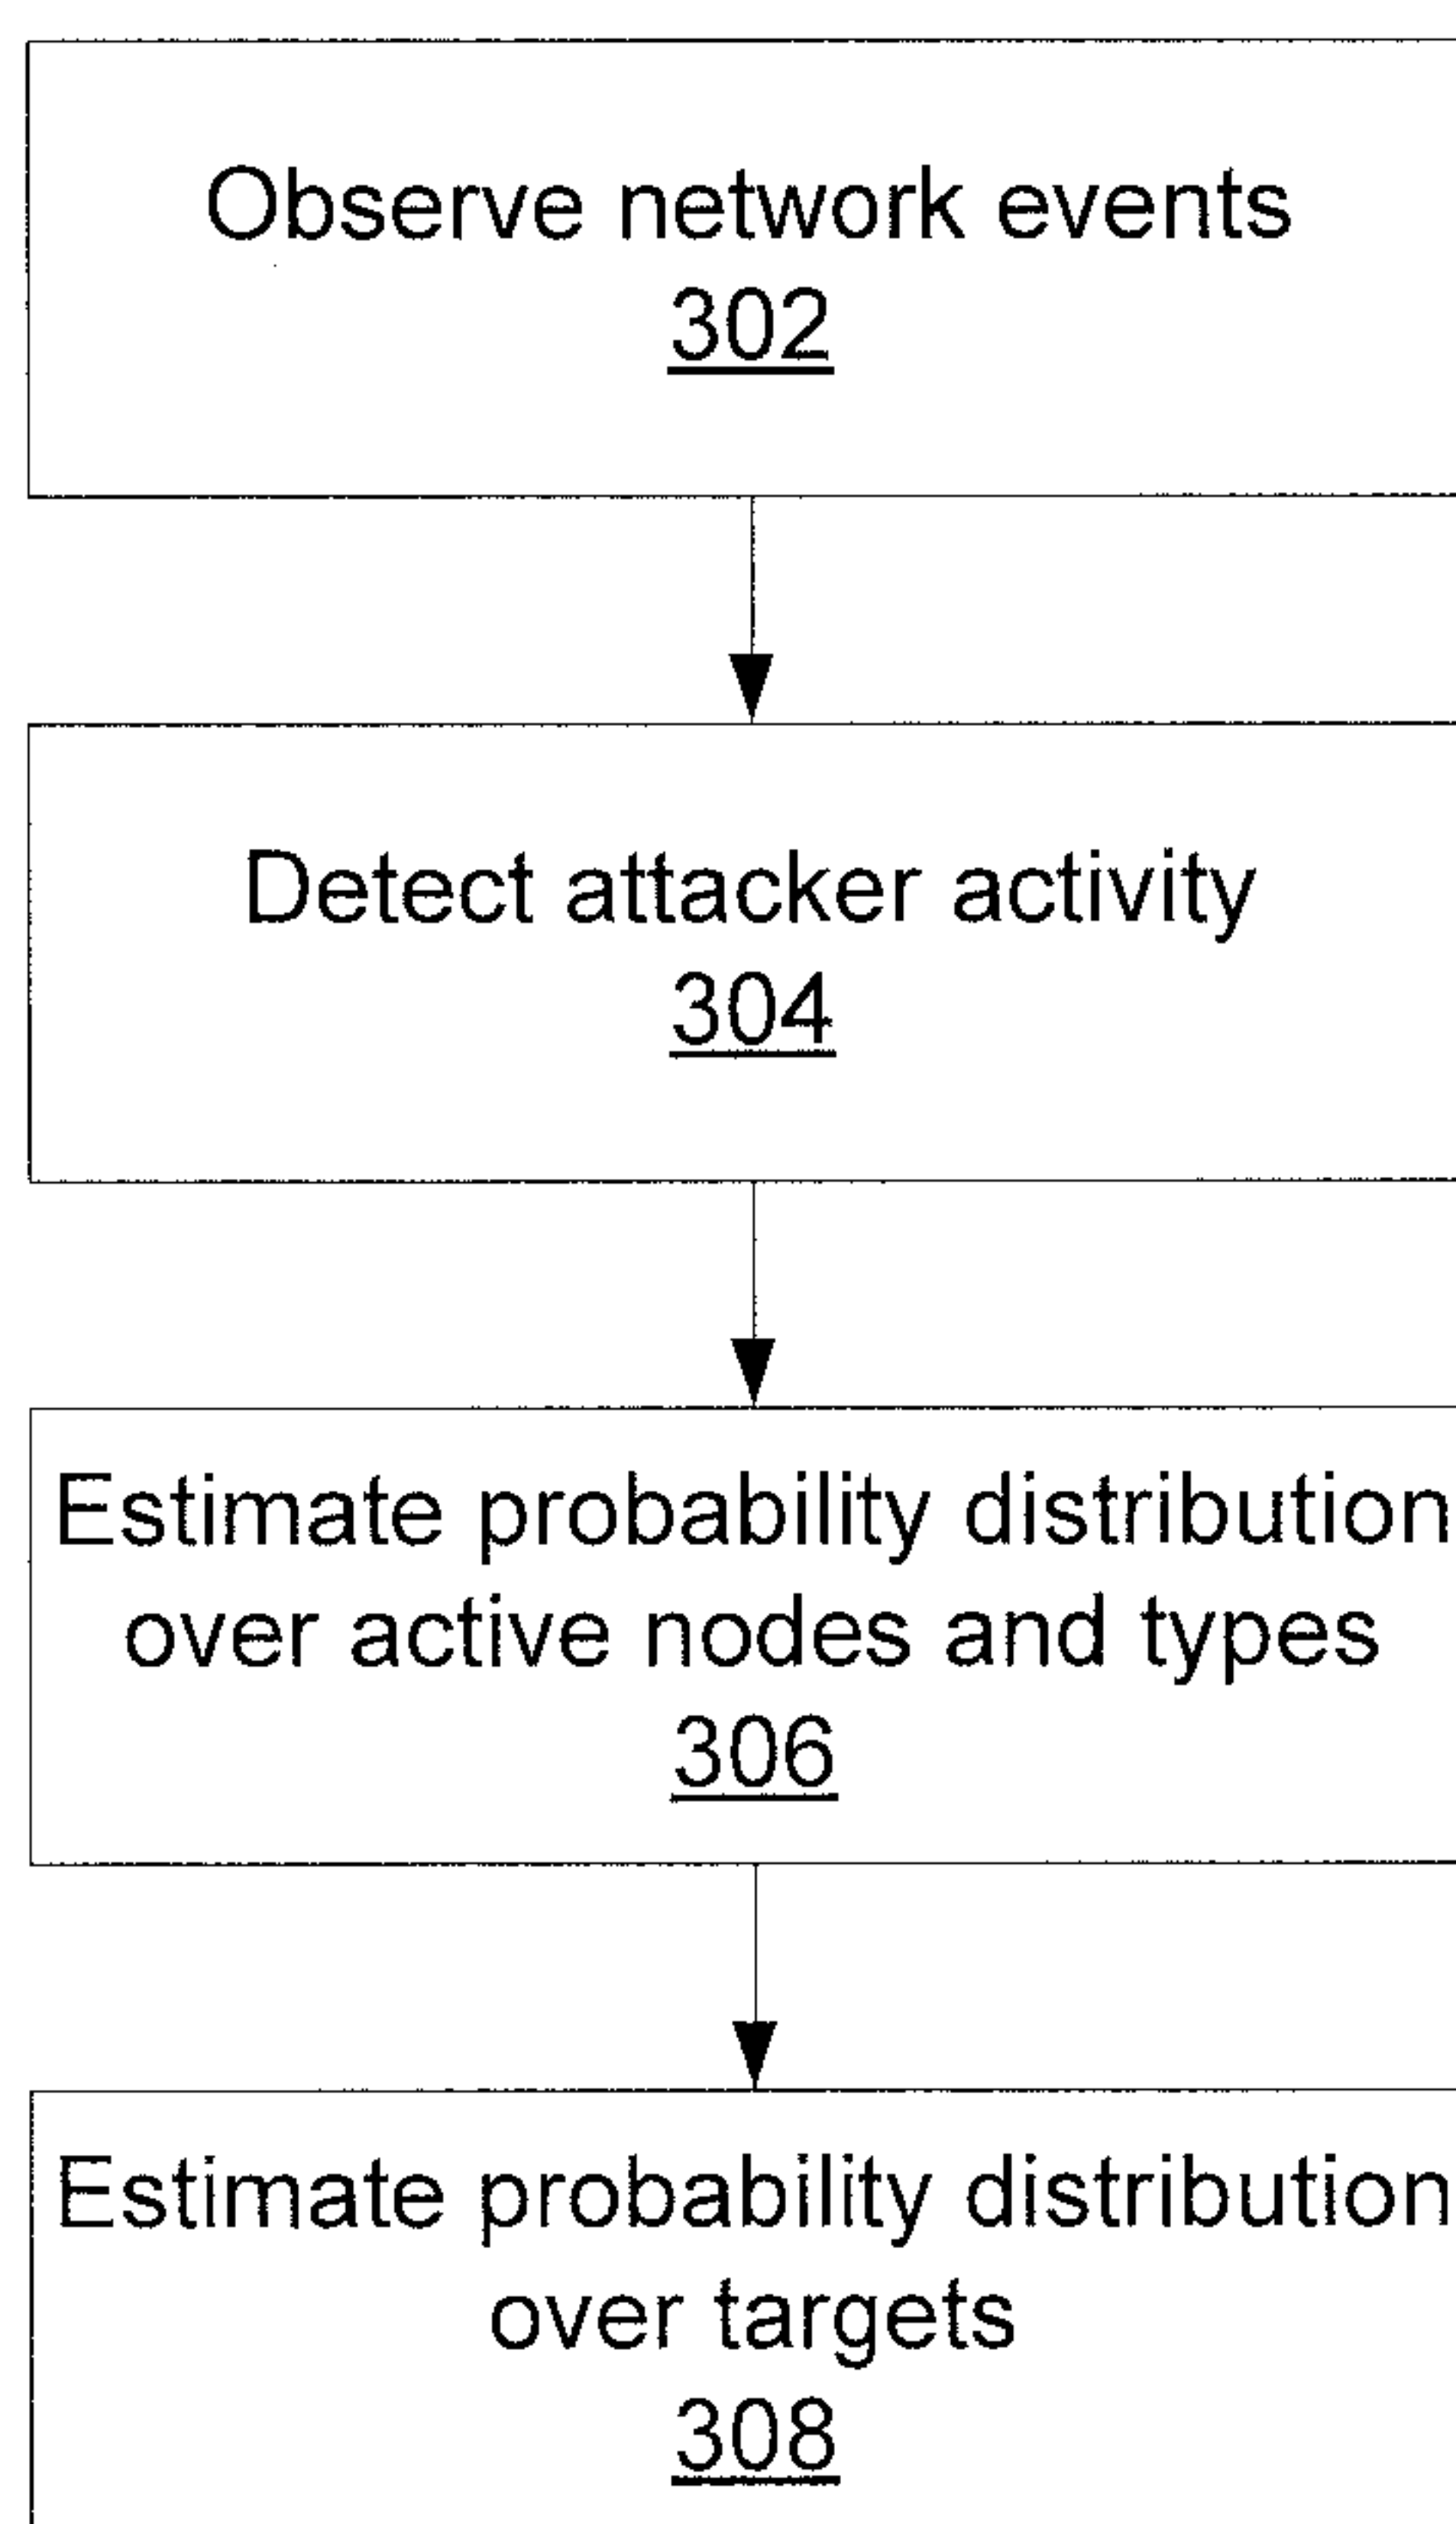 Observe network events
302
Detect attacker activity
304
Estimate probability distribution
over active nodes and types
306
Estimate probability distribution
over targets
308